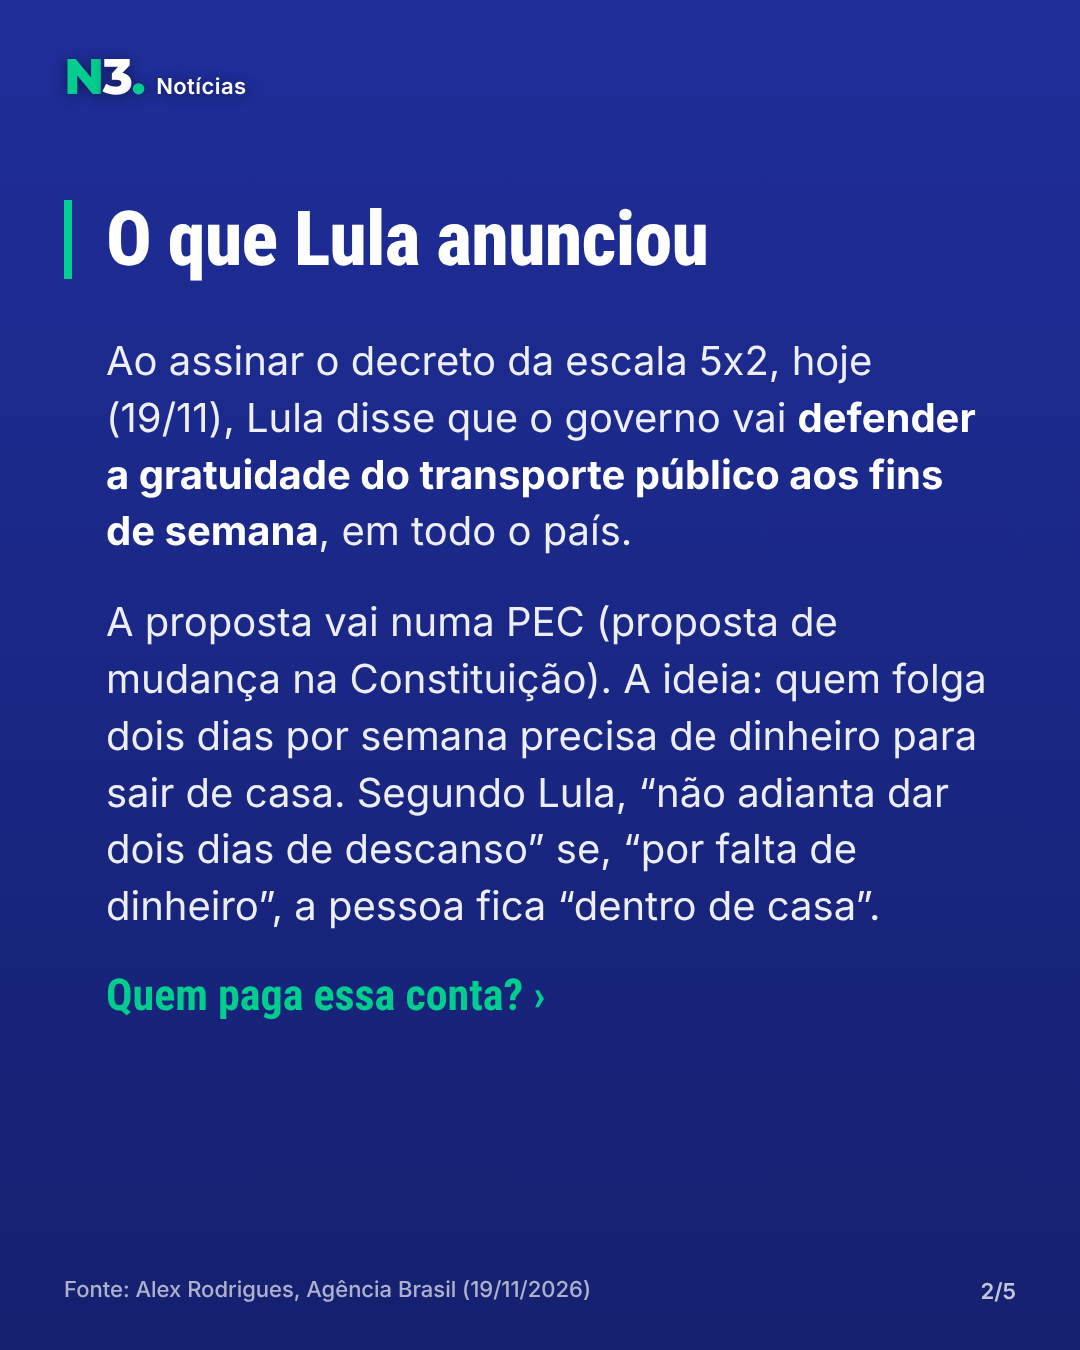 N3. Notícias
O que Lula anunciou
Ao assinar o decreto da escala 5x2, hoje
(19/11), Lula disse que o governo vai defender
a gratuidade do transporte público aos fins
de semana, em todo o país.
A proposta vai numa PEC (proposta de
mudança na Constituição). A ideia: quem folga
dois dias por semana precisa de dinheiro para
sair de casa. Segundo Lula, “não adianta dar
dois dias de descanso” se, “por falta de
dinheiro”, a pessoa fica “dentro de casa”.
Quem paga essa conta? ›
Fonte: Alex Rodrigues, Agência Brasil (19/11/2026)
2/5